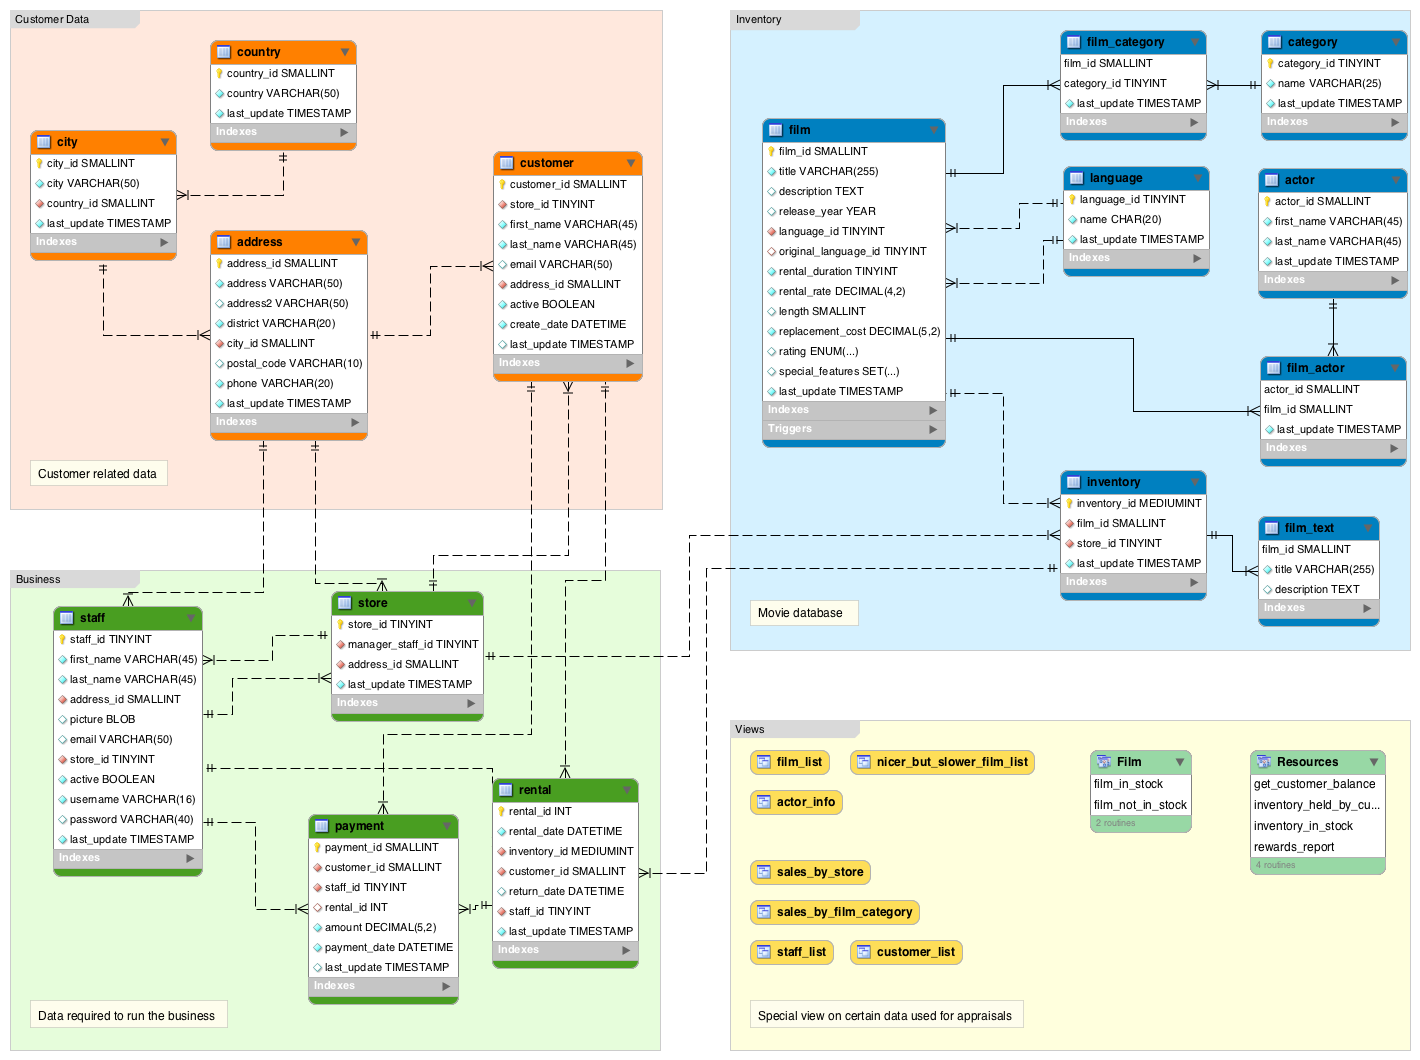 Customer Data
country
country_id SMALLINT
country VARCHAR(50)
last_update TIMESTAMP
Indexes
city
city_id SMALLINT
city VARCHAR(50)
country_id SMALLINT
last_update TIMESTAMP
Indexes
customer
customer_id SMALLINT
store_id TINYINT
first_name VARCHAR(45)
last_name VARCHAR(45)
email VARCHAR(50)
address_id SMALLINT
active BOOLEAN
create_date DATETIME
last_update TIMESTAMP
Indexes
address
address_id SMALLINT
address VARCHAR(50)
address2 VARCHAR(50)
district VARCHAR(20)
city_id SMALLINT
postal_code VARCHAR(10)
phone VARCHAR(20)
last_update TIMESTAMP
Indexes
Customer related data
Inventory
film_category
film_id SMALLINT
category_id TINYINT
last_update TIMESTAMP
Indexes
category
category_id TINYINT
name VARCHAR(25)
last_update TIMESTAMP
Indexes
film
film_id SMALLINT
title VARCHAR(255)
description TEXT
release_year YEAR
language_id TINYINT
original_language_id TINYINT
rental_duration TINYINT
rental_rate DECIMAL(4,2)
length SMALLINT
replacement_cost DECIMAL(5,2)
rating ENUM(...)
special_features SET(...)
last_update TIMESTAMP
Indexes
Triggers
language
language_id TINYINT
name CHAR(20)
last_update TIMESTAMP
Indexes
actor
actor_id SMALLINT
first_name VARCHAR(45)
last_name VARCHAR(45)
last_update TIMESTAMP
Indexes
film_actor
actor_id SMALLINT
film_id SMALLINT
last_update TIMESTAMP
Indexes
inventory
inventory_id MEDIUMINT
film_id SMALLINT
store_id TINYINT
last_update TIMESTAMP
Indexes
film_text
film_id SMALLINT
title VARCHAR(255)
description TEXT
Indexes
Movie database
Business
staff
staff_id TINYINT
first_name VARCHAR(45)
last_name VARCHAR(45)
address_id SMALLINT
picture BLOB
email VARCHAR(50)
store_id TINYINT
active BOOLEAN
username VARCHAR(16)
password VARCHAR(40)
last_update TIMESTAMP
Indexes
store
store_id TINYINT
manager_staff_id TINYINT
address_id SMALLINT
last_update TIMESTAMP
Indexes
rental
rental_id INT
rental_date DATETIME
inventory_id MEDIUMINT
customer_id SMALLINT
return_date DATETIME
staff_id TINYINT
last_update TIMESTAMP
Indexes
payment
payment_id SMALLINT
customer_id SMALLINT
staff_id TINYINT
rental_id INT
amount DECIMAL(5,2)
payment_date DATETIME
last_update TIMESTAMP
Indexes
Data required to run the business
Views
film_list
nicer_but_slower_film_list
actor_info
sales_by_store
sales_by_film_category
staff_list
customer_list
Film
film_in_stock
film_not_in_stock
2 routines
Resources
get_customer_balance
inventory_held_by_cu...
inventory_in_stock
rewards_report
4 routines
Special view on certain data used for appraisals